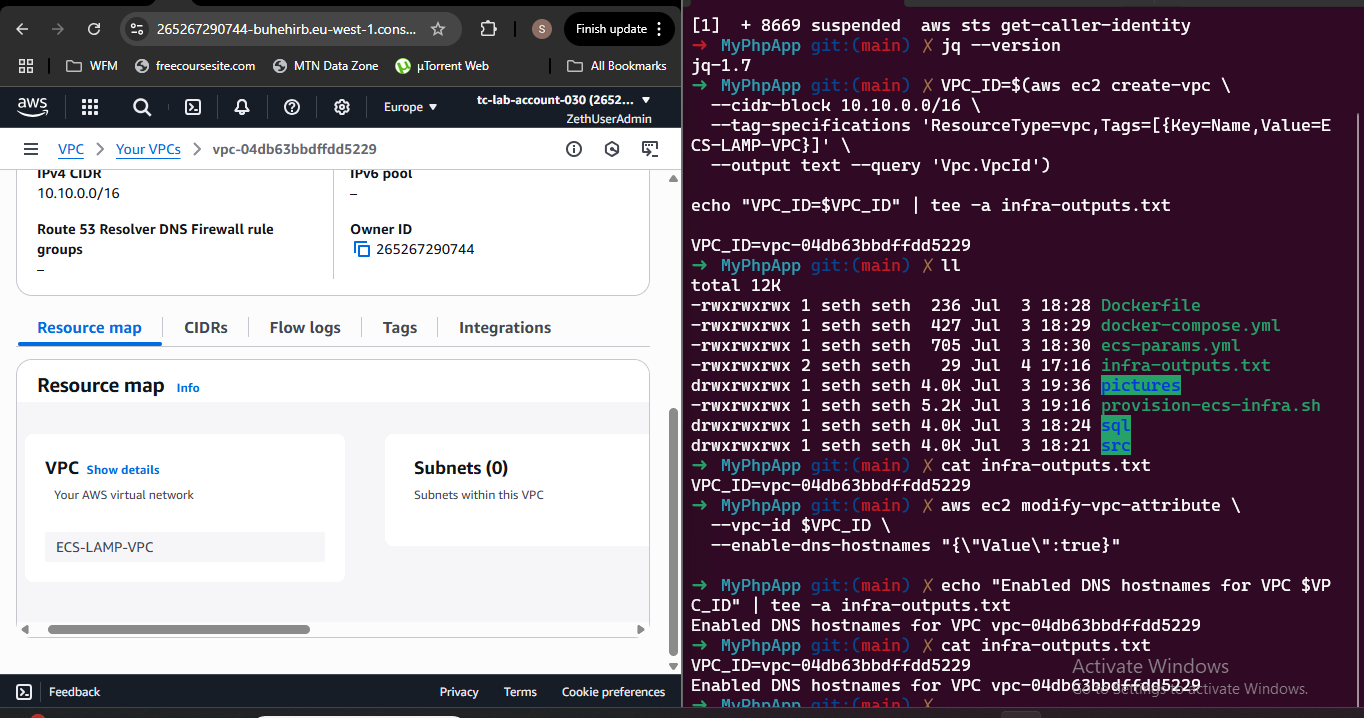 265267290744-buhehirb.eu-west-1.cons...
S
Finish update
WFM
freecoursesite.com
MTN Data Zone
µTorrent Web
All Bookmarks
aws
Europe
tc-lab-account-030 (2652...
ZethUserAdmin
VPC
Your VPCs
vpc-04db63bbdffdd5229
IPv4 CIDR
10.10.0.0/16
IPv6 pool
–
Route 53 Resolver DNS Firewall rule
groups
–
Owner ID
265267290744
Resource map
CIDRs
Flow logs
Tags
Integrations
Resource map Info
VPC Show details
Your AWS virtual network
ECS-LAMP-VPC
Subnets (0)
Subnets within this VPC
Feedback
Privacy
Terms
Cookie preferences
[1]  + 8669 suspended  aws sts get-caller-identity
→ MyPhpApp git:(main) ✗ jq --version
jq-1.7
→ MyPhpApp git:(main) ✗ VPC_ID=$(aws ec2 create-vpc \
  --cidr-block 10.10.0.0/16 \
  --tag-specifications 'ResourceType=vpc,Tags=[{Key=Name,Value=E
CS-LAMP-VPC}]' \
  --output text --query 'Vpc.VpcId')
echo "VPC_ID=$VPC_ID" | tee -a infra-outputs.txt
VPC_ID=vpc-04db63bbdffdd5229
→ MyPhpApp git:(main) ✗ ll
total 12K
-rwxrwxrwx 1 seth seth  236 Jul  3 18:28 Dockerfile
-rwxrwxrwx 1 seth seth  427 Jul  3 18:29 docker-compose.yml
-rwxrwxrwx 1 seth seth  705 Jul  3 18:30 ecs-params.yml
-rwxrwxrwx 2 seth seth   29 Jul  4 17:16 infra-outputs.txt
drwxrwxrwx 1 seth seth 4.0K Jul  3 19:36 pictures
-rwxrwxrwx 1 seth seth 5.2K Jul  3 19:16 provision-ecs-infra.sh
drwxrwxrwx 1 seth seth 4.0K Jul  3 18:24 sql
drwxrwxrwx 1 seth seth 4.0K Jul  3 18:21 src
→ MyPhpApp git:(main) ✗ cat infra-outputs.txt
VPC_ID=vpc-04db63bbdffdd5229
→ MyPhpApp git:(main) ✗ aws ec2 modify-vpc-attribute \
  --vpc-id $VPC_ID \
  --enable-dns-hostnames "{\"Value\":true}"
→ MyPhpApp git:(main) ✗ echo "Enabled DNS hostnames for VPC $VP
C_ID" | tee -a infra-outputs.txt
Enabled DNS hostnames for VPC vpc-04db63bbdffdd5229
→ MyPhpApp git:(main) ✗ cat infra-outputs.txt
VPC_ID=vpc-04db63bbdffdd5229
Enabled DNS hostnames for VPC vpc-04db63bbdffdd5229
→ MyPhpApp git:(main) ✗
Activate Windows
Go to Settings to activate Windows.